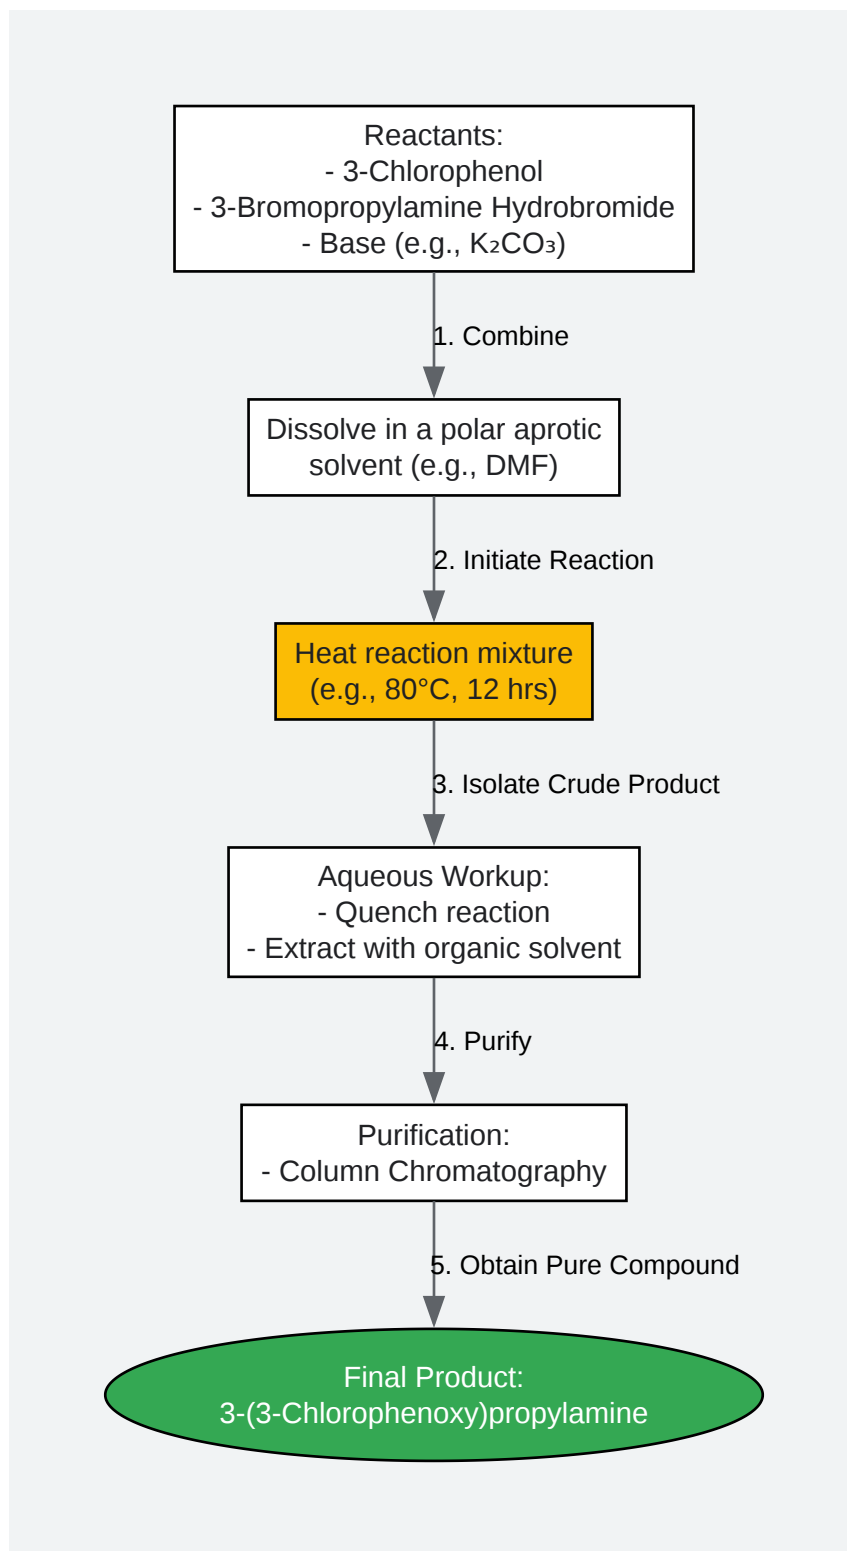 Reactants:
- 3-Chlorophenol
- 3-Bromopropylamine Hydrobromide
- Base (e.g., K₂CO₃)
1. Combine
Dissolve in a polar aprotic
solvent (e.g., DMF)
2. Initiate Reaction
Heat reaction mixture
(e.g., 80°C, 12 hrs)
3. Isolate Crude Product
Aqueous Workup:
- Quench reaction
- Extract with organic solvent
4. Purify
Purification:
- Column Chromatography
5. Obtain Pure Compound
Final Product:
3-(3-Chlorophenoxy)propylamine